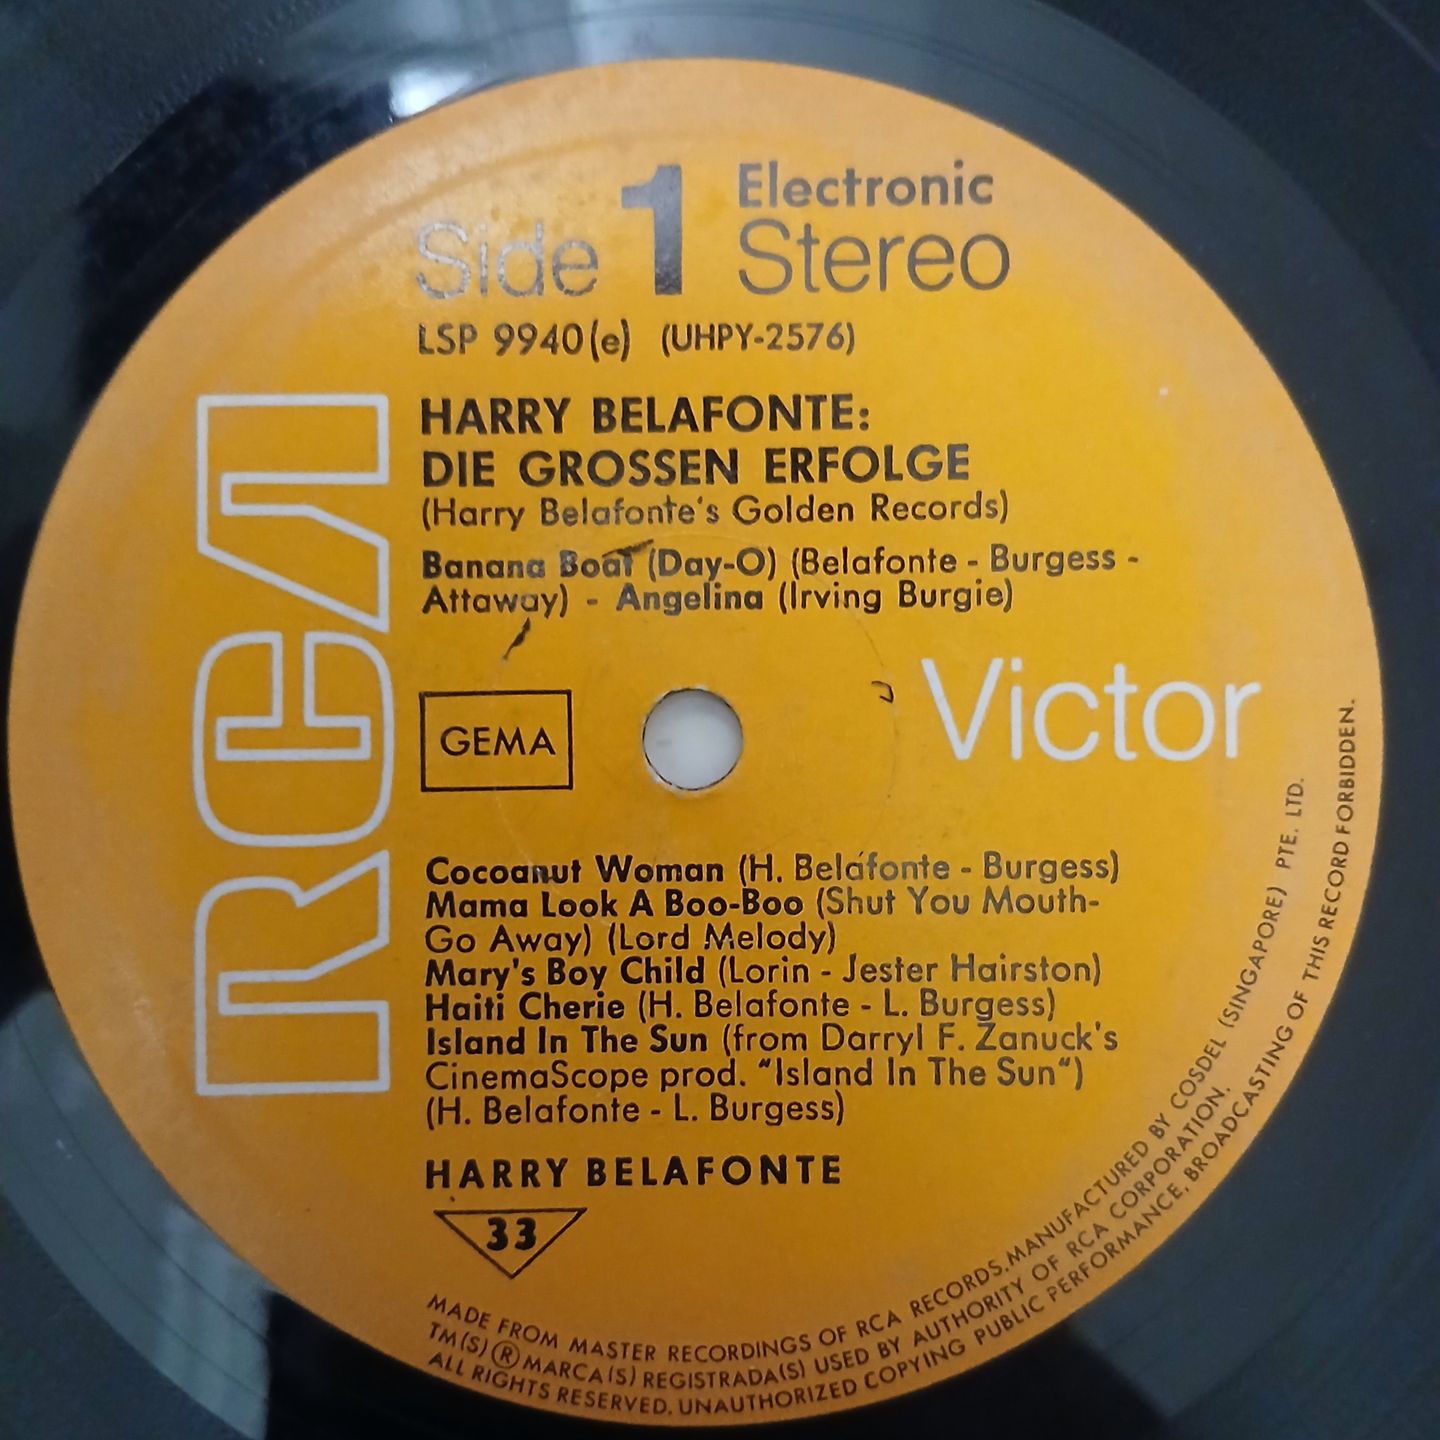 Side 1 Electronic Stereo
LSP 9940(e) (UHPY-2576)
HARRY BELAFONTE:
DIE GROSSEN ERFOLGE
(Harry Belafonte's Golden Records)
Banana Boat (Day-O) (Belafonte - Burgess -
Attaway) - Angelina (Irving Burgie)
RCA
GEMA
Victor
Cocoanut Woman (H. Belafonte - Burgess)
Mama Look A Boo-Boo (Shut You Mouth-
Go Away) (Lord Melody)
Mary's Boy Child (Lorin - Jester Hairston)
Haiti Cherie (H. Belafonte - L. Burgess)
Island In The Sun (from Darryl F. Zanuck's
CinemaScope prod. "Island In The Sun")
(H. Belafonte - L. Burgess)
HARRY BELAFONTE
33
MADE FROM MASTER RECORDINGS OF RCA RECORDS. MANUFACTURED BY COSDEL (SINGAPORE) PTE. LTD.
TM(S) ® MARCA(S) REGISTRADA(S) USED BY AUTHORITY OF RCA CORPORATION.
ALL RIGHTS RESERVED. UNAUTHORIZED COPYING PUBLIC PERFORMANCE, BROADCASTING OF THIS RECORD FORBIDDEN.